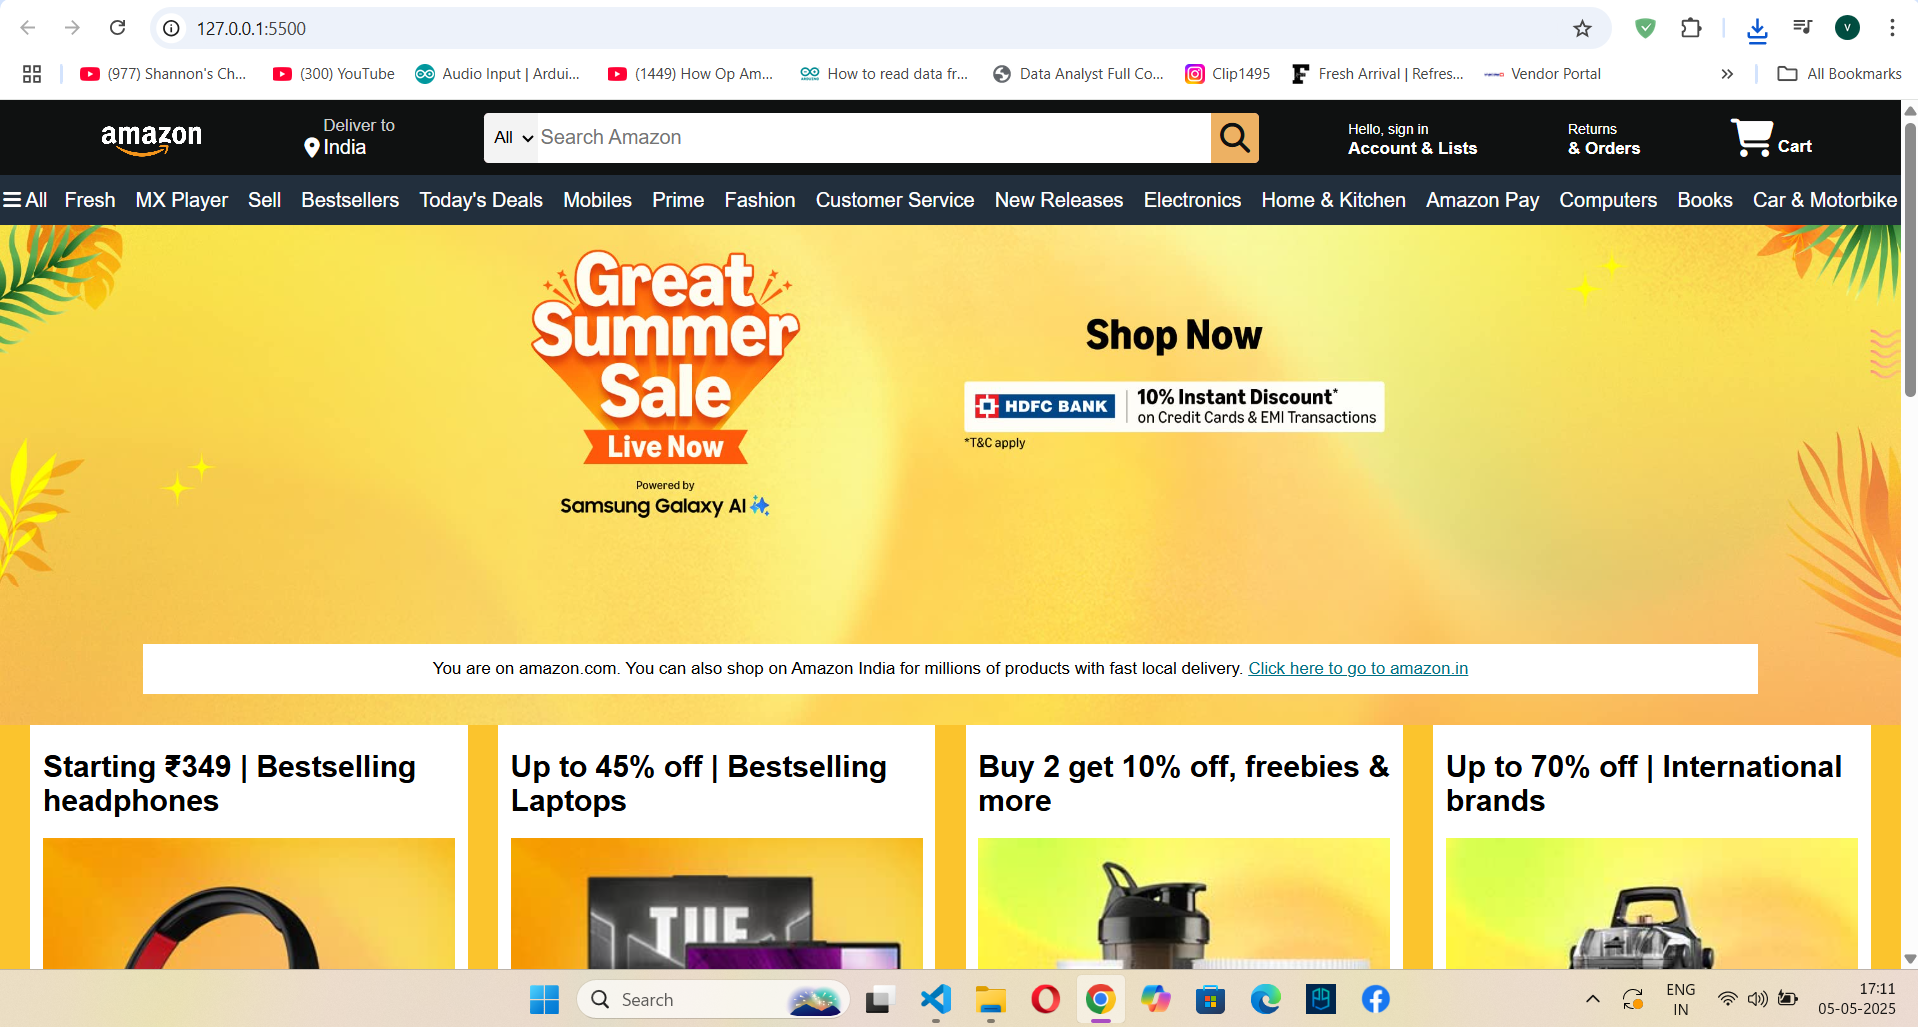 127.0.0.1:5500
V
(977) Shannon's Ch...
(300) YouTube
Audio Input | Ardui...
(1449) How Op Am...
How to read data fr...
Data Analyst Full Co...
Clip1495
Fresh Arrival | Refres...
Vendor Portal
All Bookmarks
amazon
Deliver to
India
All
Search Amazon
Hello, sign in
Account & Lists
Returns
& Orders
Cart
All Fresh MX Player Sell Bestsellers Today's Deals Mobiles Prime Fashion Customer Service New Releases Electronics Home & Kitchen Amazon Pay Computers Books Car & Motorbike
Great
Summer
Sale
Live Now
Powered by
Samsung Galaxy AI
Shop Now
HDFC BANK
10% Instant Discount*
on Credit Cards & EMI Transactions
*T&C apply
You are on amazon.com. You can also shop on Amazon India for millions of products with fast local delivery. Click here to go to amazon.in
Starting ₹349 | Bestselling
headphones
Up to 45% off | Bestselling
Laptops
Buy 2 get 10% off, freebies &
more
Up to 70% off | International
brands
TUF
Search
ENG
IN
17:11
05-05-2025